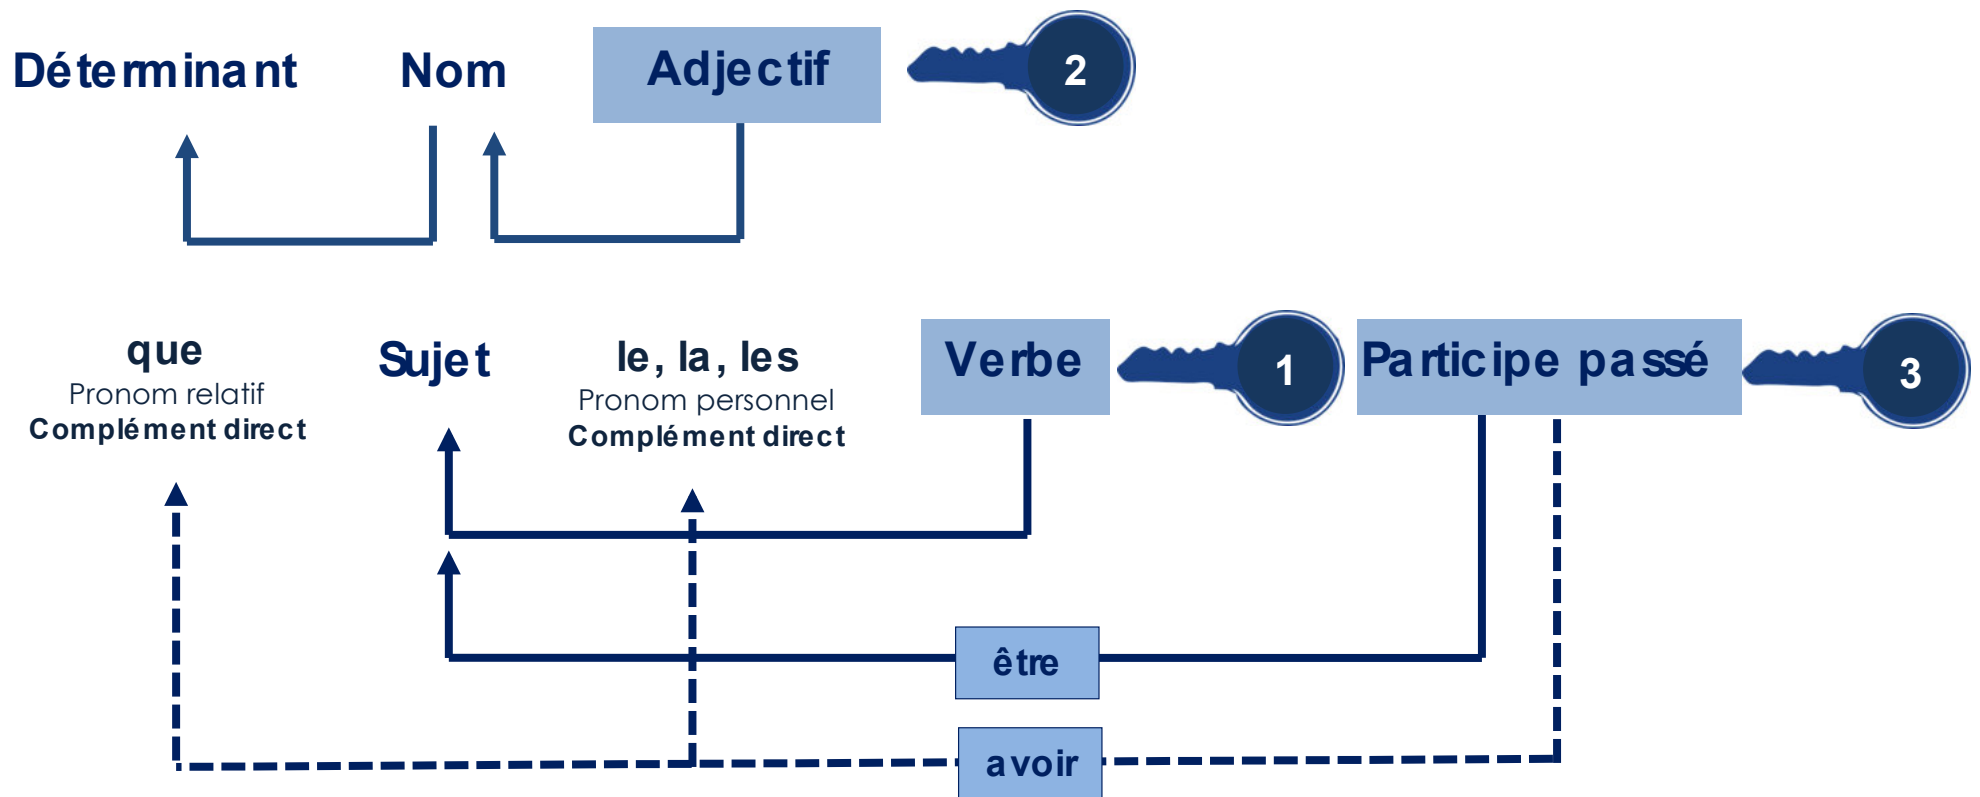 Déterminant Nom Adjectif 2
que Sujet le, la, les Verbe 1 Participe passé 3
Pronom relatif Pronom personnel
Complément direct Complément direct
être
avoir